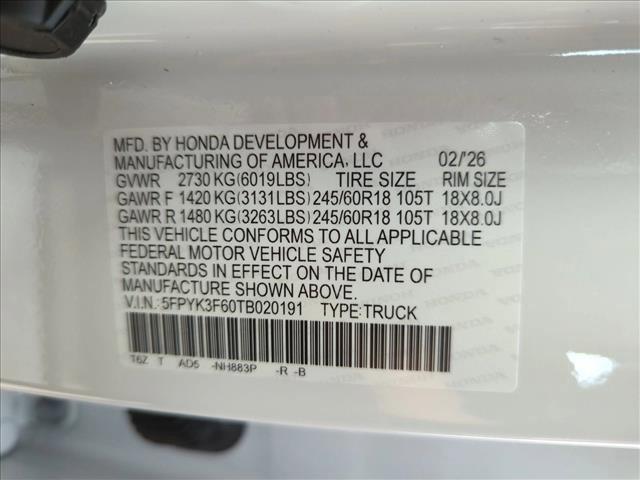 MFD. BY HONDA DEVELOPMENT &
MANUFACTURING OF AMERICA, LLC 02/'26
GVWR 2730 KG(6019LBS) TIRE SIZE RIM SIZE
GAWR F 1420 KG(3131LBS) 245/60R18 105T 18X8.0J
GAWR R 1480 KG(3263LBS) 245/60R18 105T 18X8.0J
THIS VEHICLE CONFORMS TO ALL APPLICABLE
FEDERAL MOTOR VEHICLE SAFETY
STANDARDS IN EFFECT ON THE DATE OF
MANUFACTURE SHOWN ABOVE.
V.I.N.: 5FPYK3F60TB020191 TYPE:TRUCK
T6Z T AD5 -NH883P -R -B